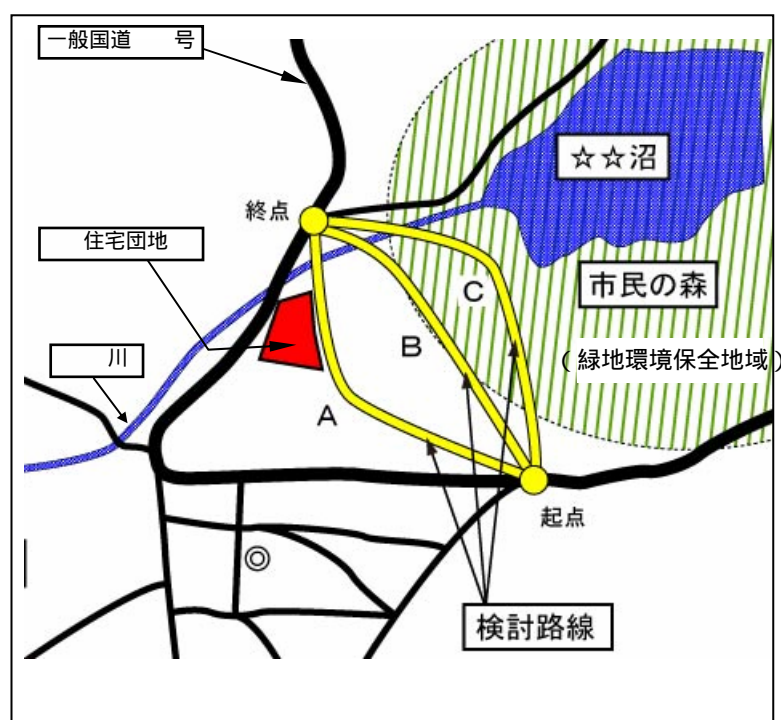 一般国道　　号
☆☆沼
終点
住宅団地
市民の森
C
B
(緑地環境保全地域)
川
A
起点
◎
検討路線